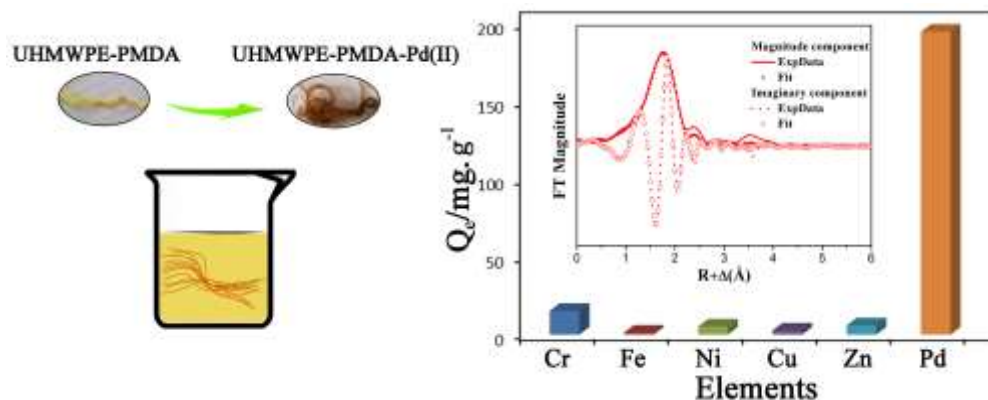 UHMWPE-PMDA
UHMWPE-PMDA-Pd(II)
200
150
100
50
0
Qe/mg. g-1
Cr Fe Ni Cu Zn Pd
Elements
FT Magnitude
Magnitude component
ExpData
Fit
Imaginary component
ExpData
Fit
0 1 2 3 4 5 6
R+Δ(Å)